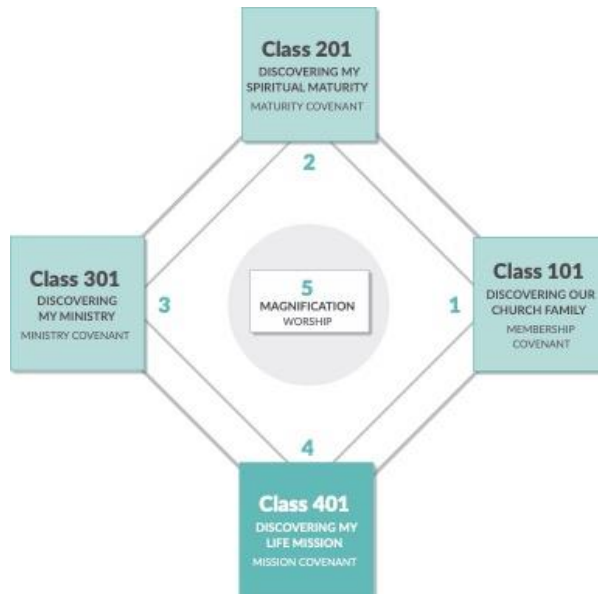 Class 201
DISCOVERING MY
SPIRITUAL MATURITY
MATURITY COVENANT
2
Class 301
DISCOVERING
MY MINISTRY
MINISTRY COVENANT
3
5
MAGNIFICATION
WORSHIP
1
Class 101
DISCOVERING OUR
CHURCH FAMILY
MEMBERSHIP
COVENANT
4
Class 401
DISCOVERING MY
LIFE MISSION
MISSION COVENANT